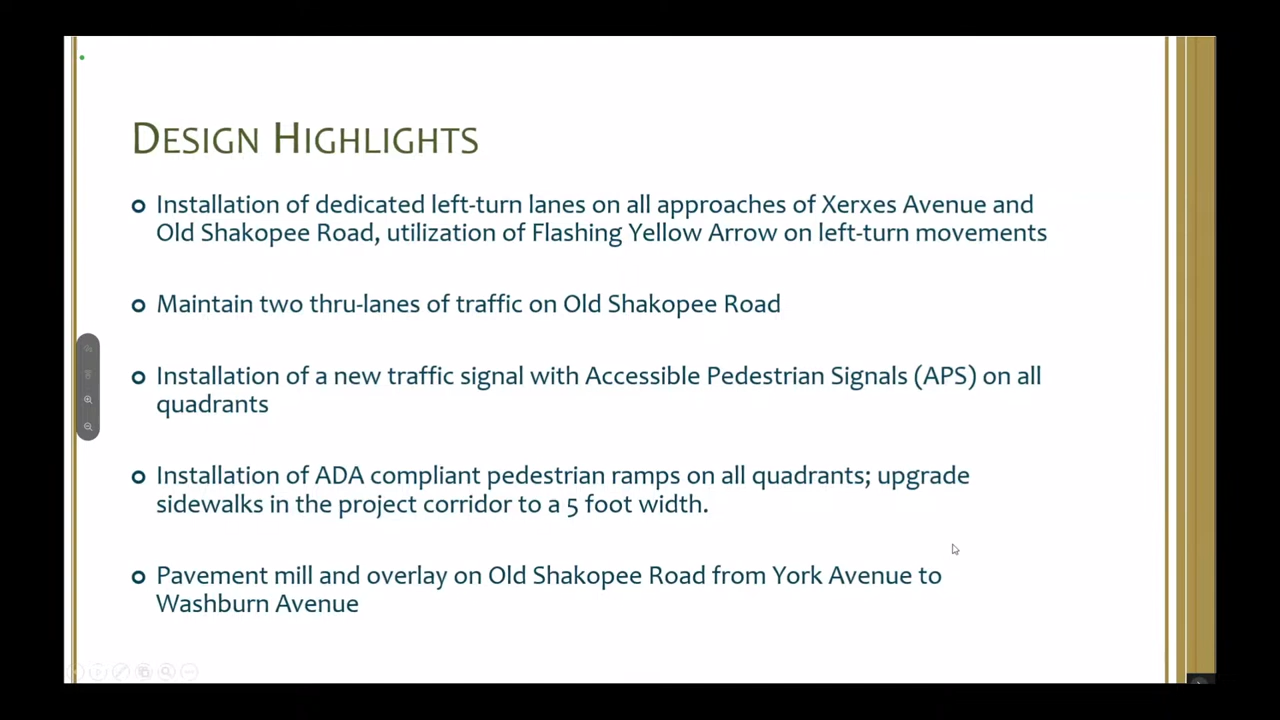 DESIGN HIGHLIGHTS
Installation of dedicated left-turn lanes on all approaches of Xerxes Avenue and
Old Shakopee Road, utilization of Flashing Yellow Arrow on left-turn movements
Maintain two thru-lanes of traffic on Old Shakopee Road
Installation of a new traffic signal with Accessible Pedestrian Signals (APS) on all
quadrants
Installation of ADA compliant pedestrian ramps on all quadrants; upgrade
sidewalks in the project corridor to a 5 foot width.
Pavement mill and overlay on Old Shakopee Road from York Avenue to
Washburn Avenue